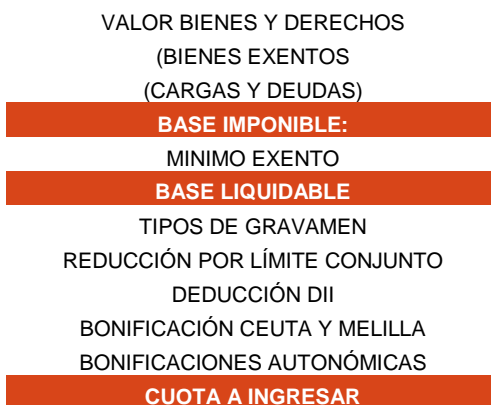 VALOR BIENES Y DERECHOS
(BIENES EXENTOS
(CARGAS Y DEUDAS)
BASE IMPONIBLE:
MINIMO EXENTO
BASE LIQUIDABLE
TIPOS DE GRAVAMEN
REDUCCIÓN POR LÍMITE CONJUNTO
DEDUCCIÓN DII
BONIFICACIÓN CEUTA Y MELILLA
BONIFICACIONES AUTONÓMICAS
CUOTA A INGRESAR